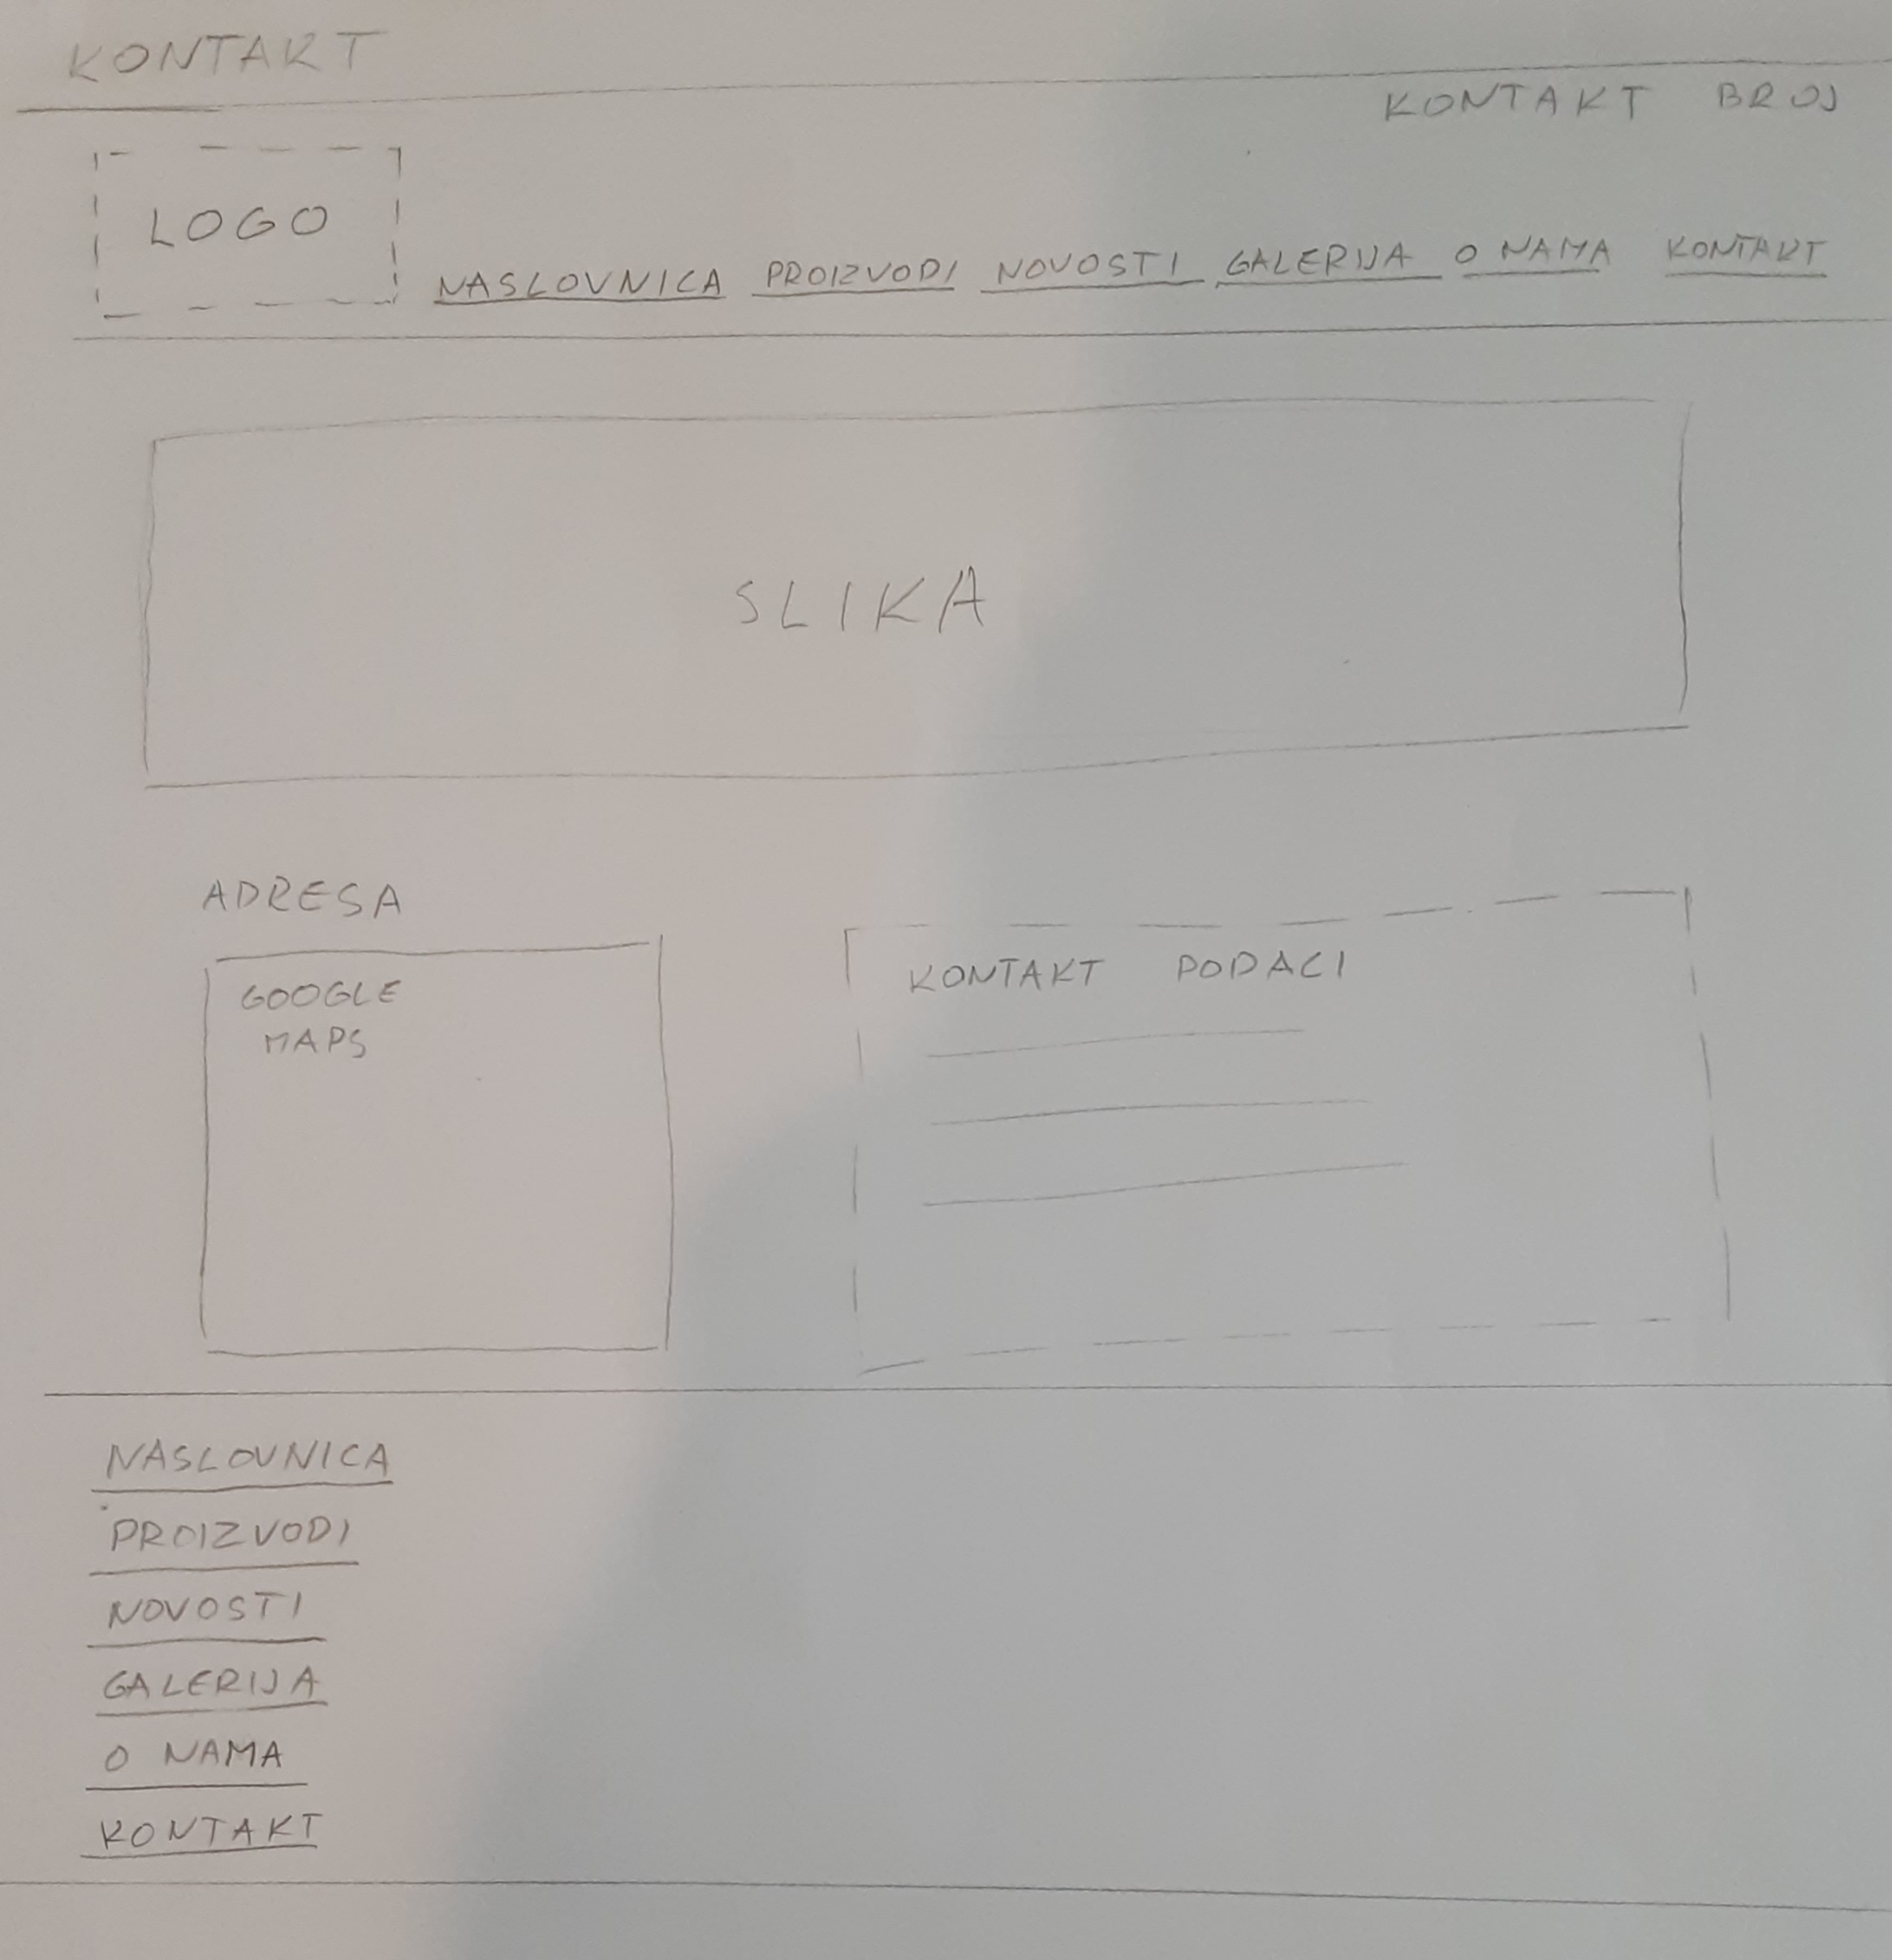 KONTAKT
KONTAKT BROJ
LOGO
NASLOVNICA PROIZVODI NOVOSTI GALERIJA O NAMA KONTAKT
SLIKA
ADRESA
GOOGLE
MAPS
KONTAKT PODACI
NASLOVNICA
PROIZVODI
NOVOSTI
GALERIJA
O NAMA
KONTAKT